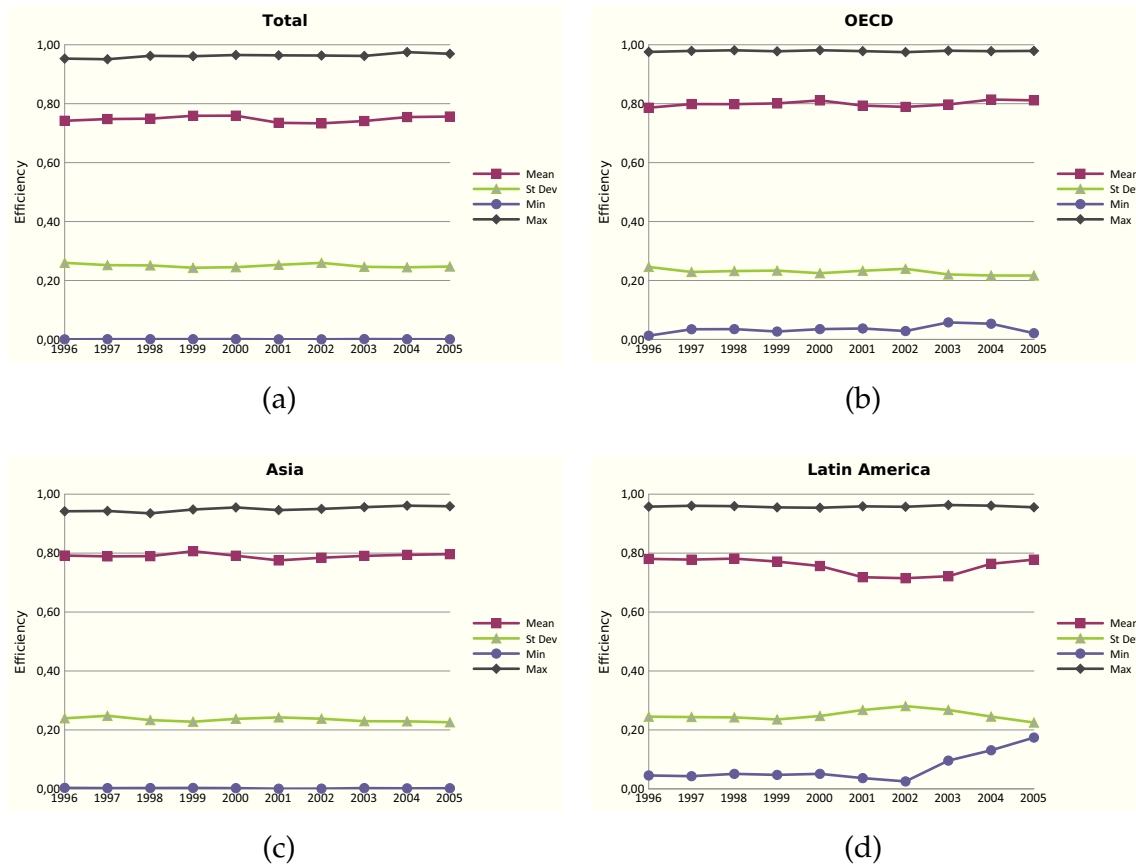 Total
Efficiency
1,00
0,80
0,60
0,40
0,20
0,00
1996 1997 1998 1999 2000 2001 2002 2003 2004 2005
Mean
St Dev
Min
Max
(a)
OECD
Efficiency
1,00
0,80
0,60
0,40
0,20
0,00
1996 1997 1998 1999 2000 2001 2002 2003 2004 2005
Mean
St Dev
Min
Max
(b)
Asia
Efficiency
1,00
0,80
0,60
0,40
0,20
0,00
1996 1997 1998 1999 2000 2001 2002 2003 2004 2005
Mean
St Dev
Min
Max
(c)
Latin America
Efficiency
1,00
0,80
0,60
0,40
0,20
0,00
1996 1997 1998 1999 2000 2001 2002 2003 2004 2005
Mean
St Dev
Min
Max
(d)